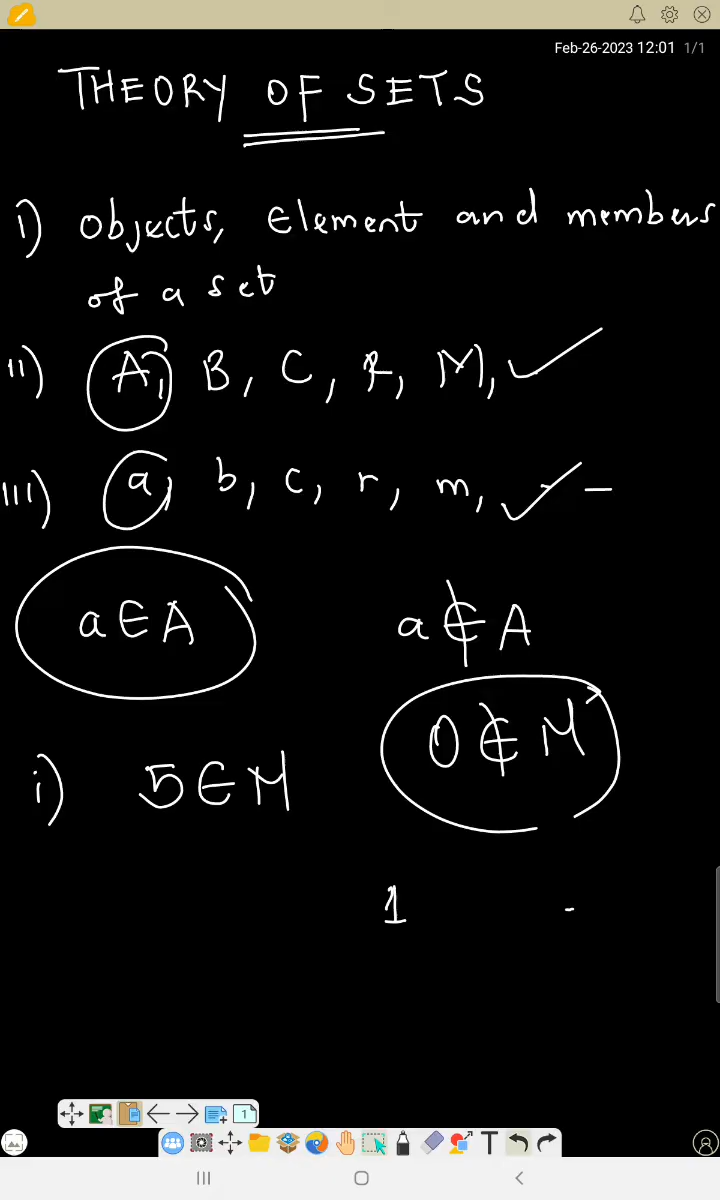 Feb-26-2023 12:01 1/1
THEORY OF SETS
i) objects, Element and members
of a set
ii) A, B, C, R, M,
iii) a, b, c, r, m, –
a∈A a∉A
0∉M
i) 5∈M
1 -
1
T